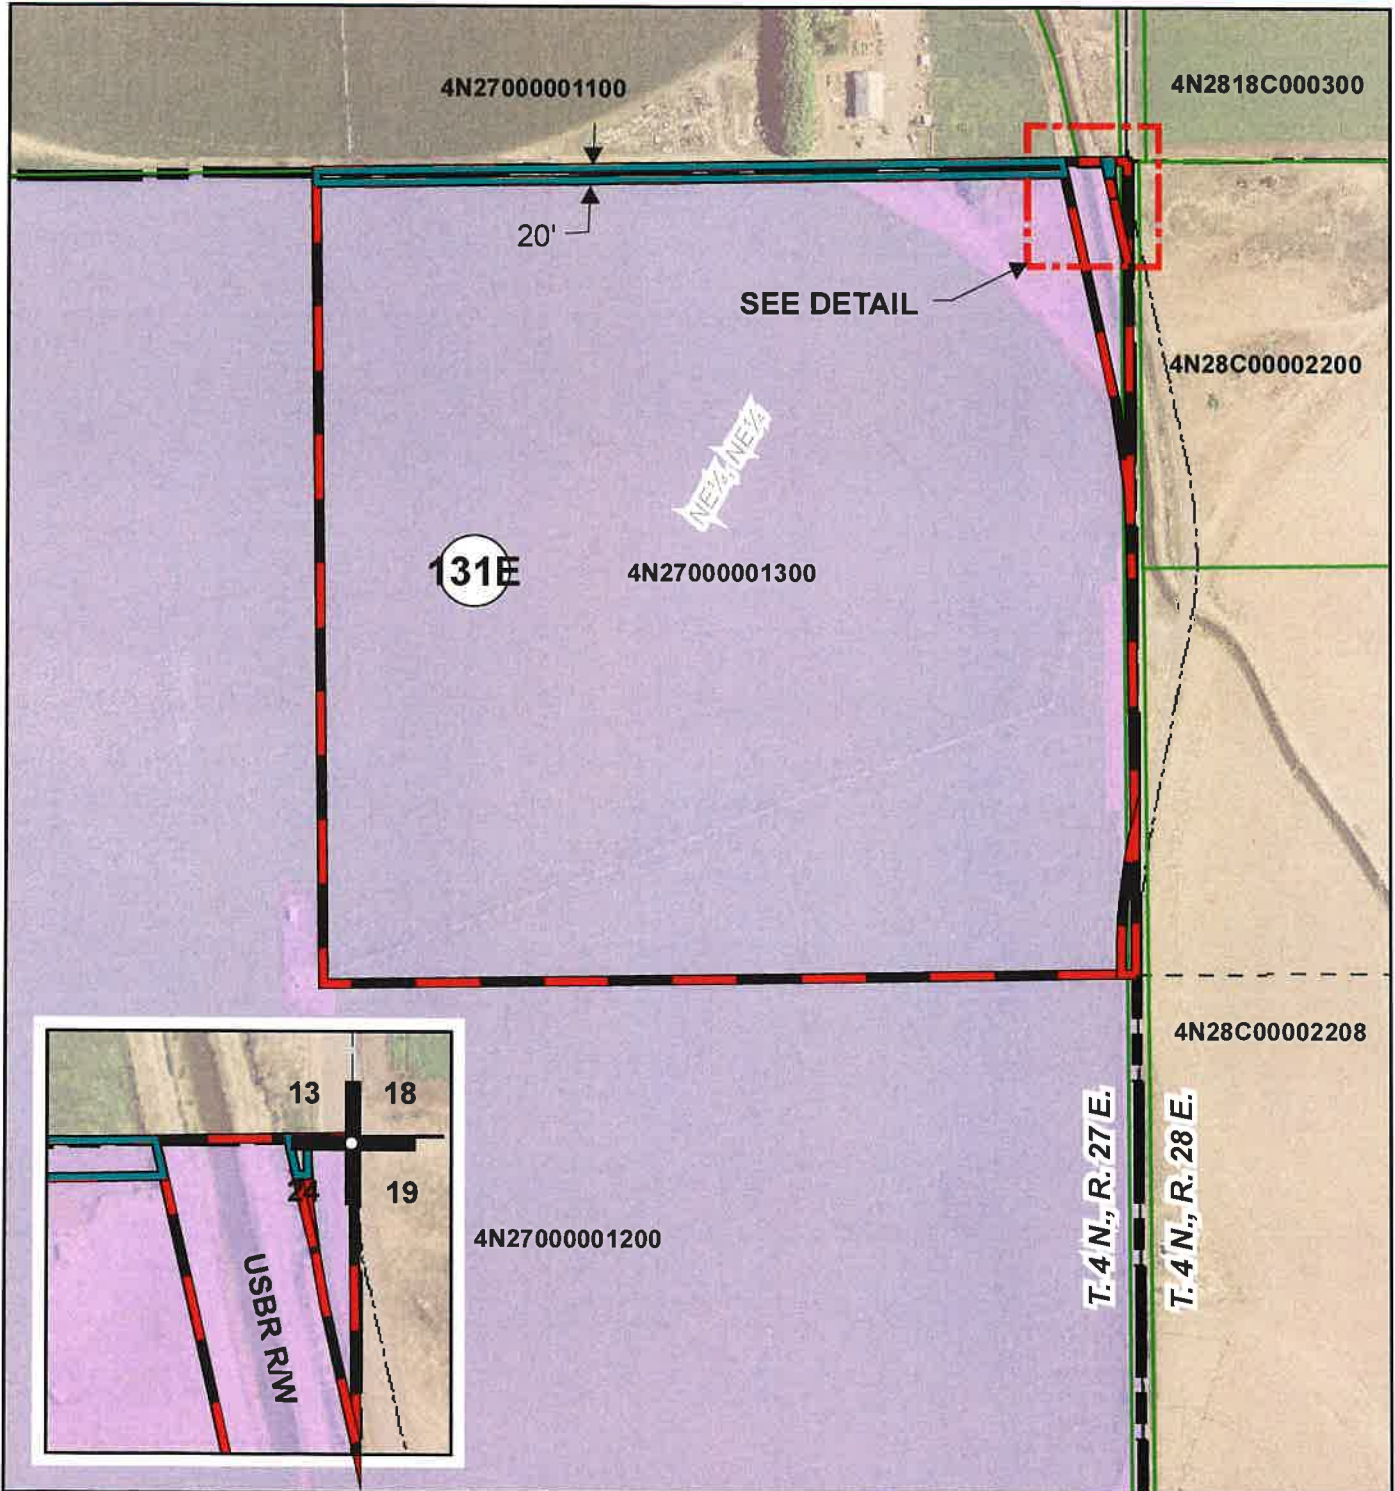 4N27000001100
4N2818C000300
20'
SEE DETAIL
4N28C00002200
NE¼, NE¼
131E
4N27000001300
4N28C00002208
13
18
24
19
USBR R/W
4N27000001200
T. 4 N., R. 27 E.
T. 4 N., R. 28 E.